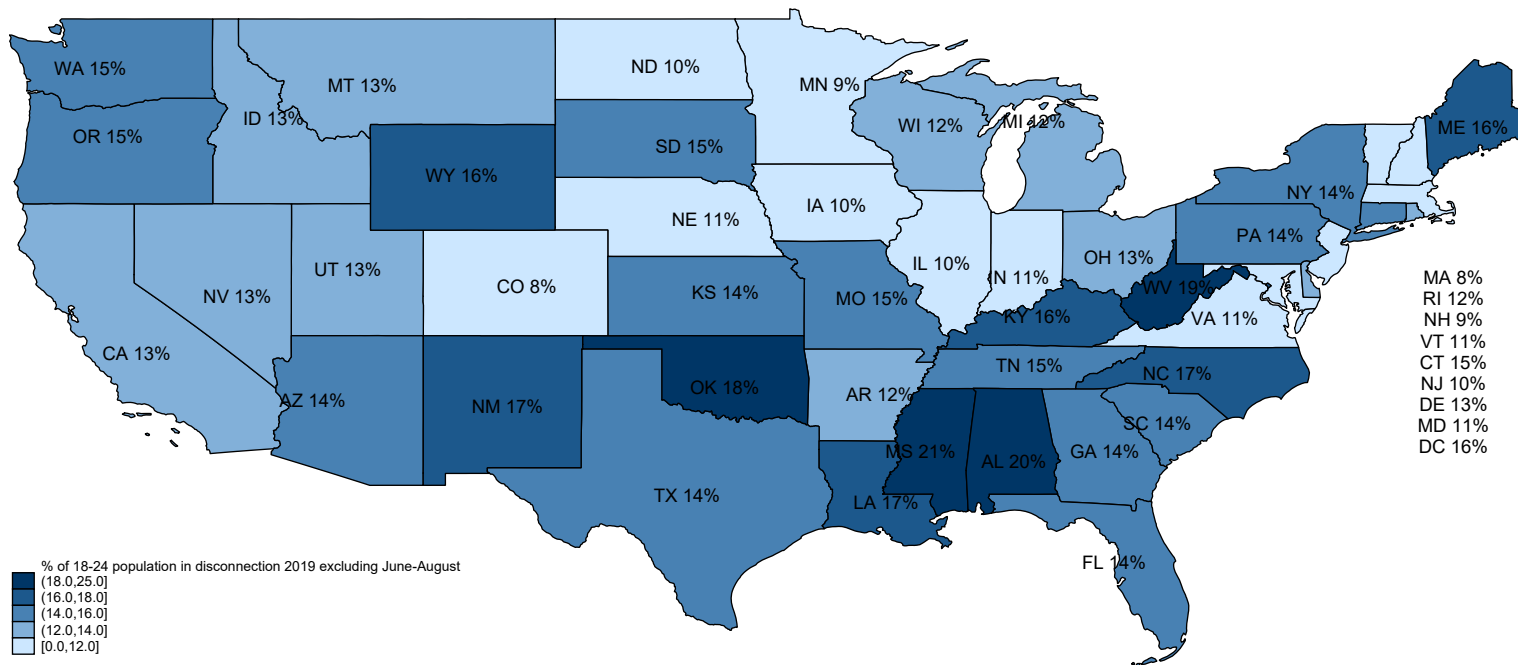 WA 15%
MT 13%
ND 10%
MN 9%
OR 15%
ID 13%
WI 12%
MI 12%
ME 16%
SD 15%
WY 16%
NY 14%
IA 10%
NE 11%
PA 14%
UT 13%
OH 13%
IL 10%
IN 11%
CO 8%
KS 14%
MO 15%
NV 13%
WV 19%
VA 11%
KY 16%
CA 13%
TN 15%
NC 17%
OK 18%
AR 12%
AZ 14%
NM 17%
SC 14%
MS 21%
AL 20%
GA 14%
TX 14%
LA 17%
FL 14%
MA 8%
RI 12%
NH 9%
VT 11%
CT 15%
NJ 10%
DE 13%
MD 11%
DC 16%
% of 18-24 population in disconnection 2019 excluding June-August
(18.0,25.0]
(16.0,18.0]
(14.0,16.0]
(12.0,14.0]
[0.0,12.0]